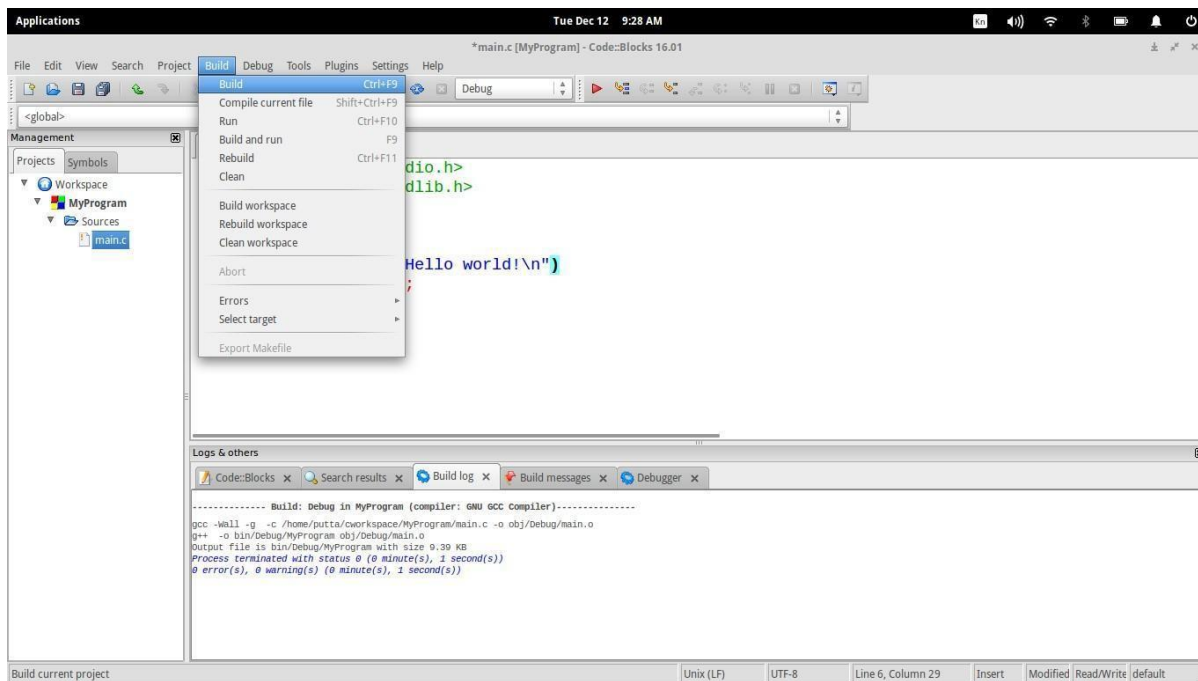 Applications
Tue Dec 12 9:28 AM
Kn
*main.c [MyProgram] - Code::Blocks 16.01
File Edit View Search Project Build Debug Tools Plugins Settings Help
Debug
<global>
Build Ctrl+F9
Compile current file Shift+Ctrl+F9
Run Ctrl+F10
Build and run F9
Rebuild Ctrl+F11
Clean
Build workspace
Rebuild workspace
Clean workspace
Abort
Errors
Select target
Export Makefile
Management
Projects Symbols
Workspace
MyProgram
Sources
main.c
dio.h>
dlib.h>
Hello world!\n")
;
Logs & others
Code::Blocks Search results Build log Build messages Debugger
-------------- Build: Debug in MyProgram (compiler: GNU GCC Compiler)---------------
gcc -Wall -g -c /home/putta/cworkspace/MyProgram/main.c -o obj/Debug/main.o
g++ -o bin/Debug/MyProgram obj/Debug/main.o
Output file is bin/Debug/MyProgram with size 9.39 KB
Process terminated with status 0 (0 minute(s), 1 second(s))
0 error(s), 0 warning(s) (0 minute(s), 1 second(s))
Build current project
Unix (LF) UTF-8 Line 6, Column 29 Insert Modified Read/Write default